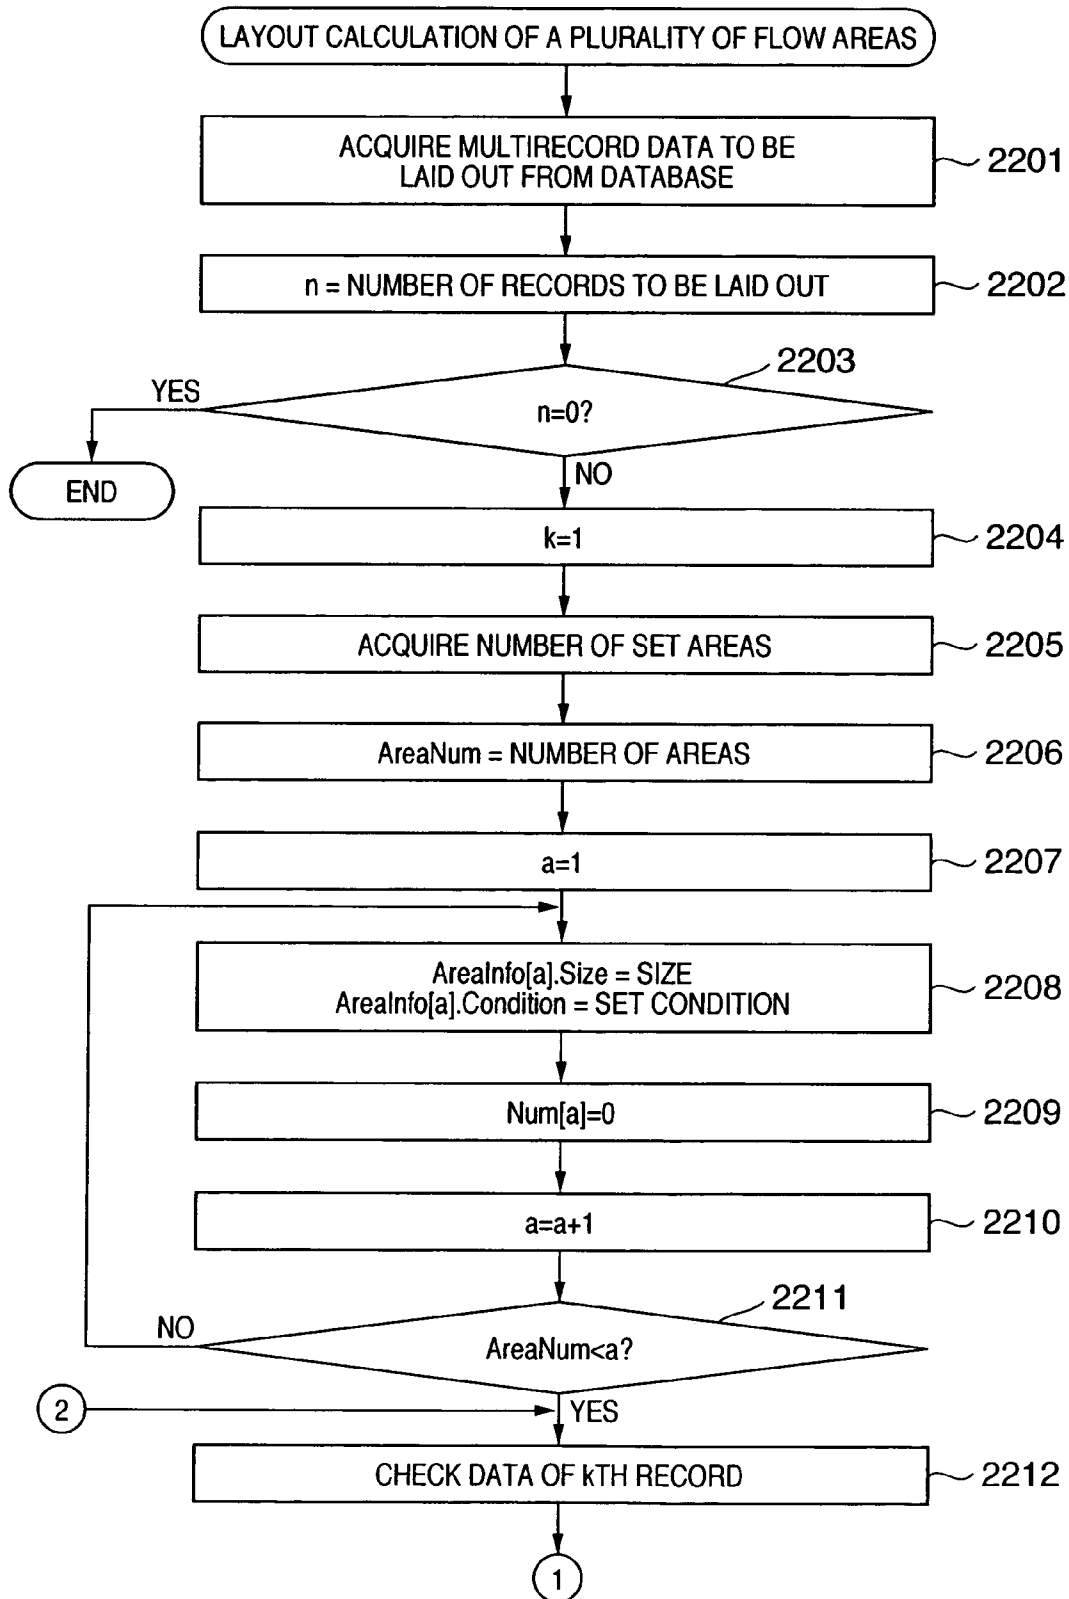 LAYOUT CALCULATION OF A PLURALITY OF FLOW AREAS
ACQUIRE MULTIRECORD DATA TO BE
LAID OUT FROM DATABASE
2201
n = NUMBER OF RECORDS TO BE LAID OUT
2202
2203
YES
n=0?
END
NO
k=1
2204
ACQUIRE NUMBER OF SET AREAS
2205
AreaNum = NUMBER OF AREAS
2206
a=1
2207
AreaInfo[a].Size = SIZE
AreaInfo[a].Condition = SET CONDITION
2208
Num[a]=0
2209
a=a+1
2210
2211
NO
AreaNum<a?
2
YES
CHECK DATA OF kTH RECORD
2212
1